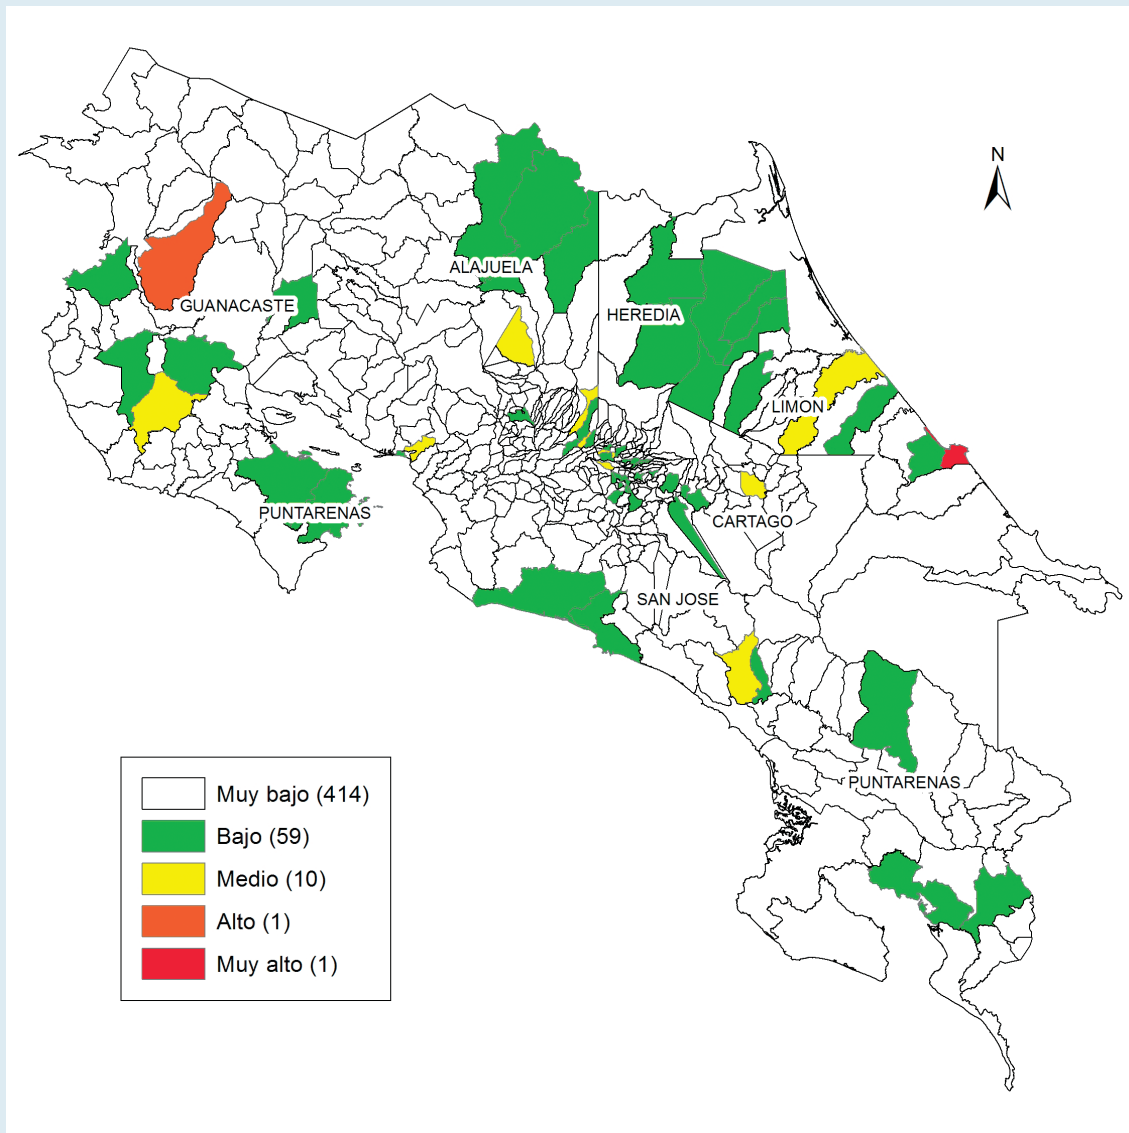 N
ALAJUELA
GUANACASTE
HEREDIA
LIMON
PUNTARENAS
CARTAGO
SAN JOSE
PUNTARENAS
Muy bajo (414)
Bajo (59)
Medio (10)
Alto (1)
Muy alto (1)